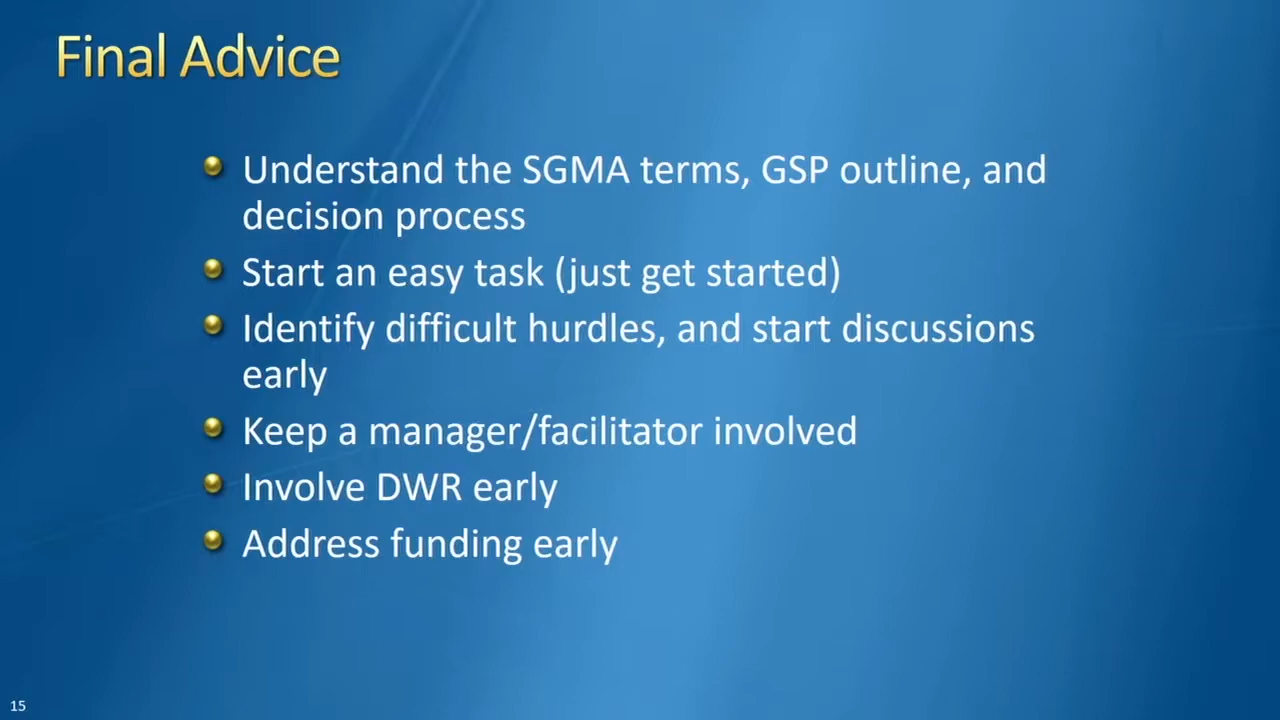 Final Advice
Understand the SGMA terms, GSP outline, and
decision process
Start an easy task (just get started)
Identify difficult hurdles, and start discussions
early
Keep a manager/facilitator involved
Involve DWR early
Address funding early
15